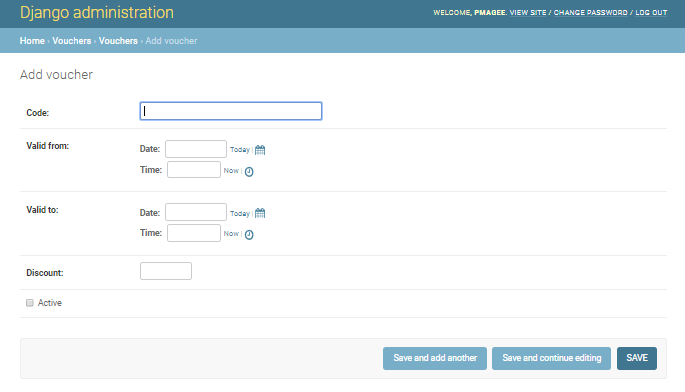 Django administration
WELCOME, PMAGEE. VIEW SITE / CHANGE PASSWORD / LOG OUT
Home › Vouchers › Vouchers › Add voucher
Add voucher
Code:
Valid from:
Date: Today |
Time: Now |
Valid to:
Date: Today |
Time: Now |
Discount:
Active
Save and add another Save and continue editing SAVE